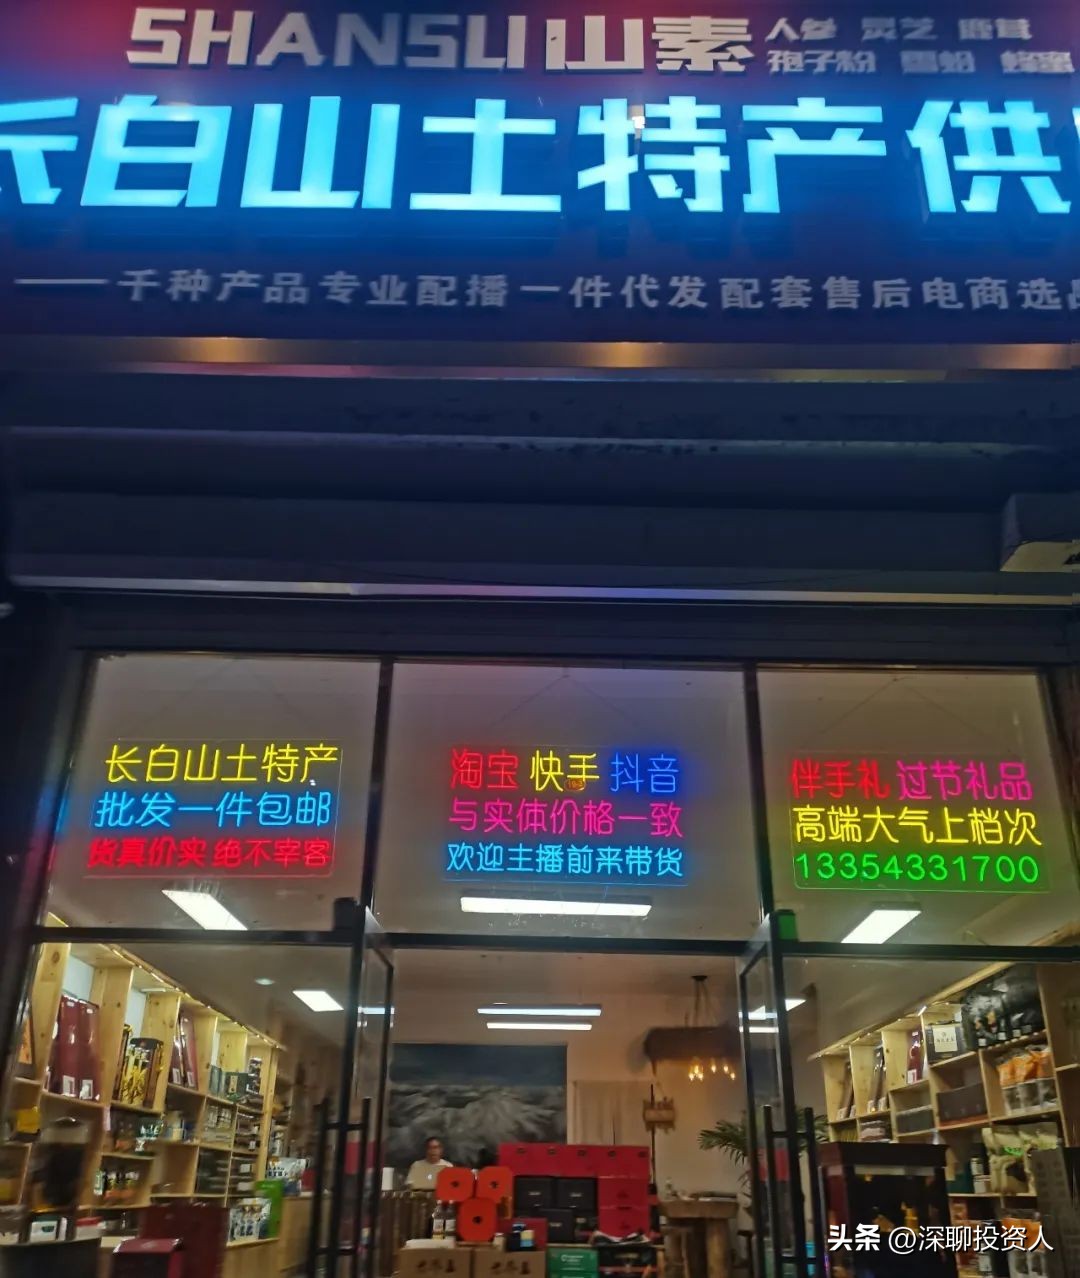 SHANSU山素
人参 灵芝 鹿茸
孢子粉 雪蛤 蜂蜜
长白山土特产供
——千种产品专业配播一件代发配套售后电商选品
长白山土特产
批发一件包邮
货真价实 绝不宰客
淘宝 快手 抖音
与实体价格一致
欢迎主播前来带货
伴手礼 过节礼品
高端大气上档次
13354331700
头条 @深聊投资人